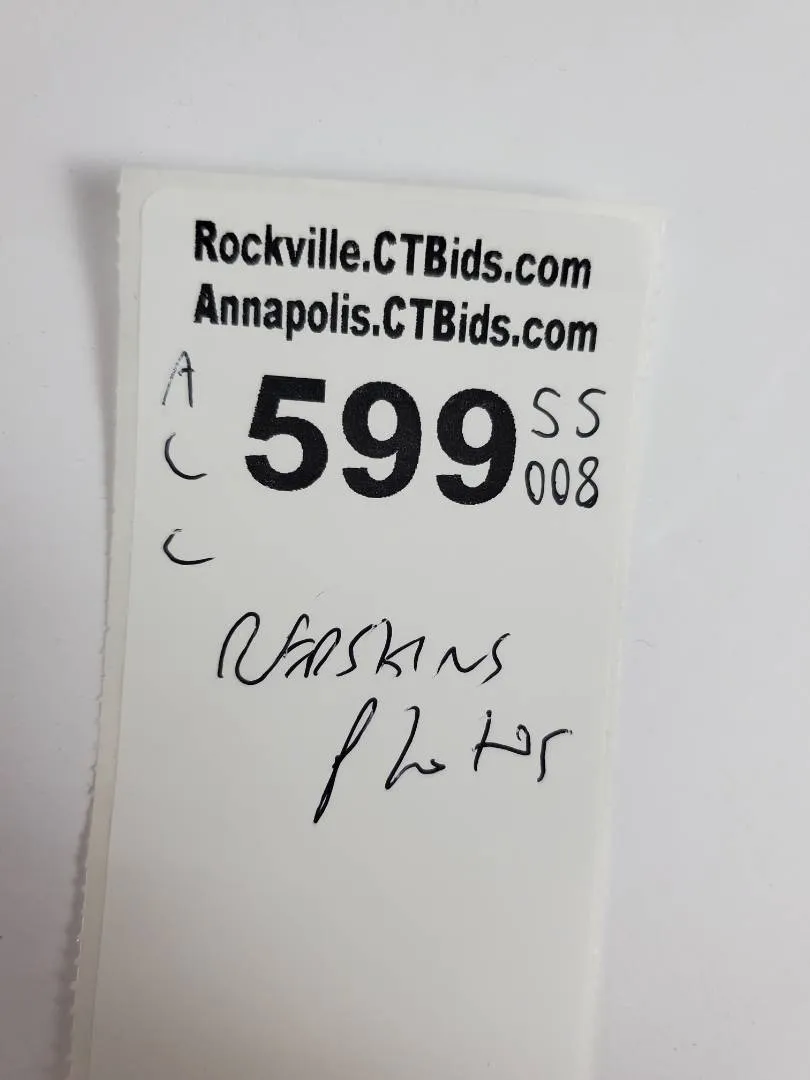 Rockville.CTBids.com
Annapolis.CTBids.com
A
C
C
599
SS
008
REDSKINS
Photos